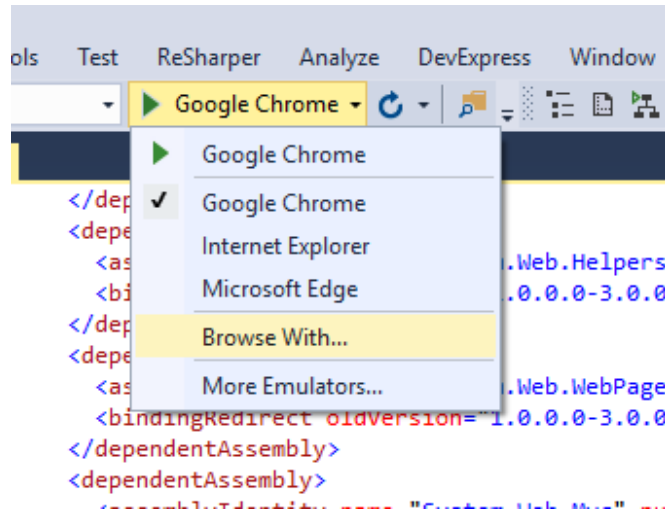 ols Test ReSharper Analyze DevExpress Window
Google Chrome
Google Chrome
</dep
Google Chrome
<depe
Internet Explorer
<as .Web.Helpers
Microsoft Edge
<bi .0.0.0-3.0.0
</dep
Browse With...
<depe
<as .Web.WebPage
More Emulators...
<bindingRedirect oldVersion="1.0.0.0-3.0.0
</dependentAssembly>
<dependentAssembly>